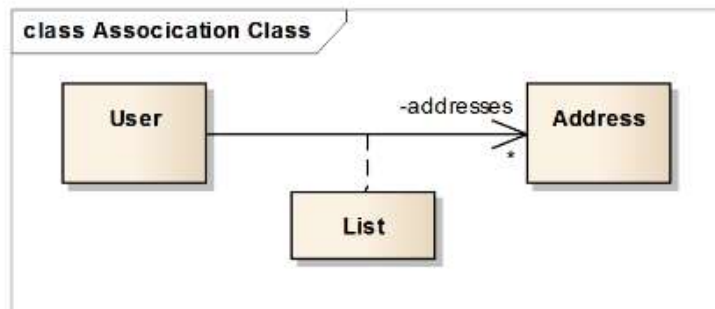 class Assocication Class
-addresses
User
Address
*
List